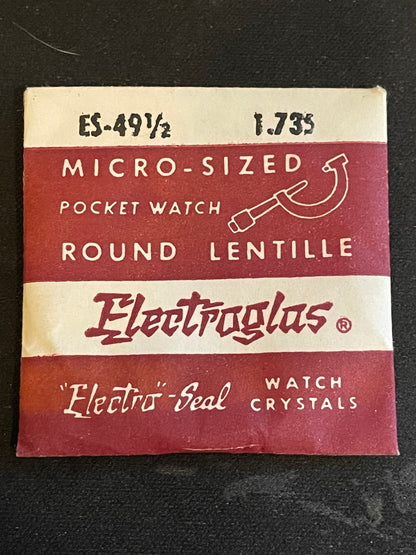 ES-49½ 1.735
MICRO-SIZED
POCKET WATCH
ROUND LENTILLE
Electroglas®
"Electro"-Seal WATCH CRYSTALS